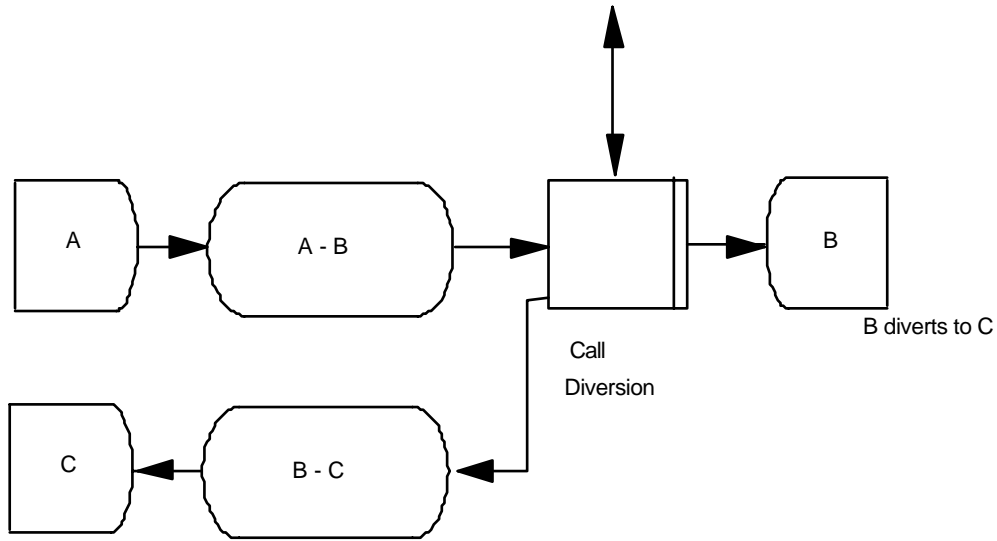 A
A - B
B
B diverts to C
Call
Diversion
C
B - C